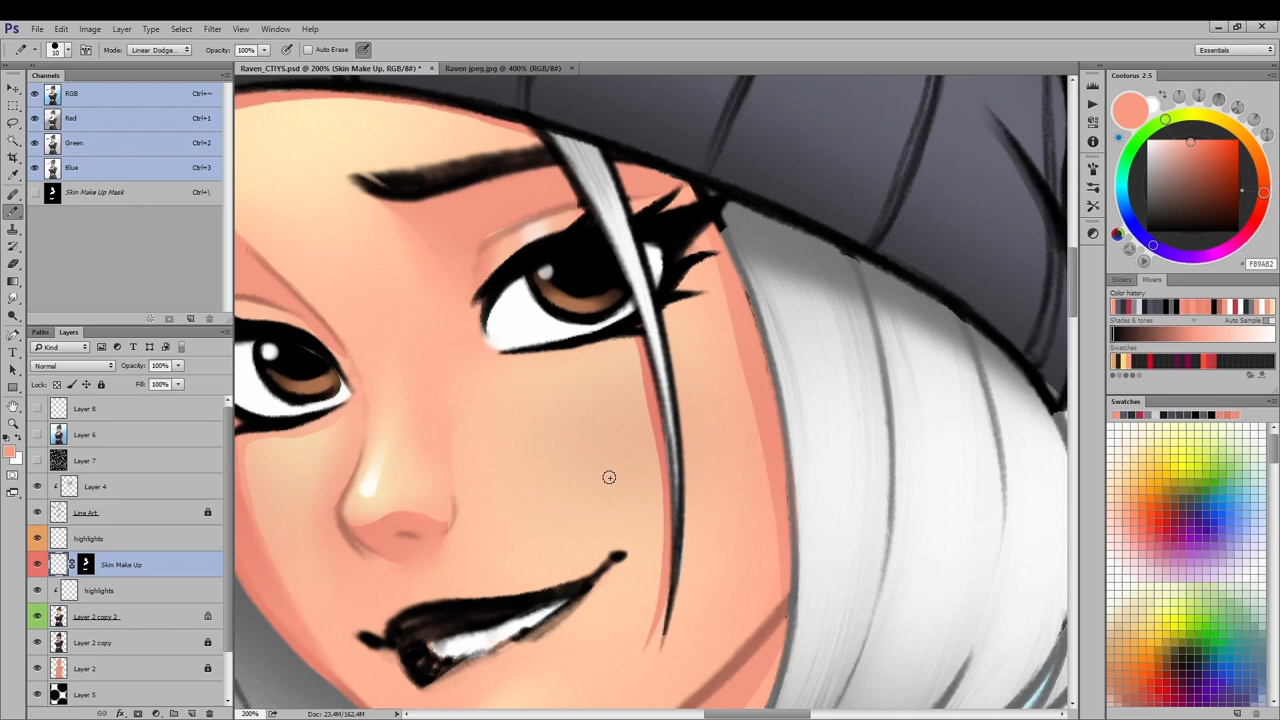 Ps File Edit Image Layer Type Select Filter View Window Help
10 Mode: Linear Dodge... Opacity: 100% Auto Erase Essentials
Raven_CTIYS.psd @ 200% (Skin Make Up, RGB/8#) * Raven jpeg.jpg @ 400% (RGB/8#)
Channels
RGB Ctrl+~
Red Ctrl+1
Green Ctrl+2
Blue Ctrl+3
Skin Make Up Mask Ctrl+\
Paths Layers
Kind
Normal Opacity: 100%
Lock: Fill: 100%
Layer 8
Layer 6
Layer 7
Layer 4
Line Art
highlights
Skin Make Up
highlights
Layer 2 copy 2
Layer 2 copy
Layer 2
Layer 5
200% Doc: 23.4M/162.4M
Coolorus 2.5
# F89A82
Sliders Mixers
Color history
Shades & tones Auto Sample
Swatches
Swatches